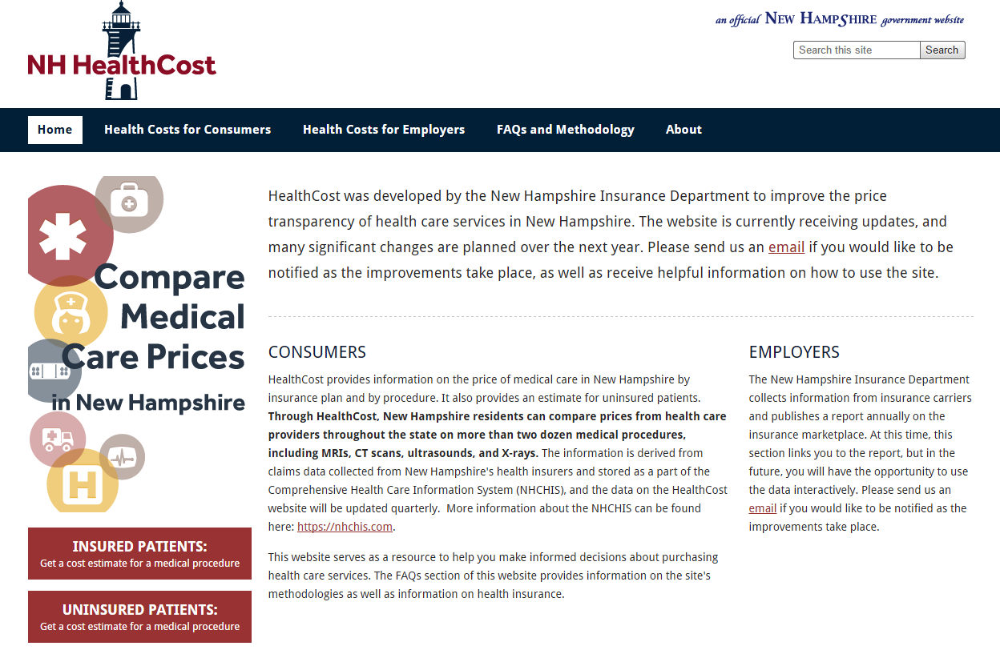 NH HealthCost
an official NEW HAMPSHIRE government website
Search this site
Search
Home
Health Costs for Consumers
Health Costs for Employers
FAQs and Methodology
About
Compare
Medical
Care Prices
in New Hampshire
H
INSURED PATIENTS:
Get a cost estimate for a medical procedure
UNINSURED PATIENTS:
Get a cost estimate for a medical procedure
HealthCost was developed by the New Hampshire Insurance Department to improve the price
transparency of health care services in New Hampshire. The website is currently receiving updates, and
many significant changes are planned over the next year. Please send us an email if you would like to be
notified as the improvements take place, as well as receive helpful information on how to use the site.
CONSUMERS
HealthCost provides information on the price of medical care in New Hampshire by
insurance plan and by procedure. It also provides an estimate for uninsured patients.
Through HealthCost, New Hampshire residents can compare prices from health care
providers throughout the state on more than two dozen medical procedures,
including MRIs, CT scans, ultrasounds, and X-rays. The information is derived from
claims data collected from New Hampshire's health insurers and stored as a part of the
Comprehensive Health Care Information System (NHCHIS), and the data on the HealthCost
website will be updated quarterly.  More information about the NHCHIS can be found
here: https://nhchis.com.
This website serves as a resource to help you make informed decisions about purchasing
health care services. The FAQs section of this website provides information on the site's
methodologies as well as information on health insurance.
EMPLOYERS
The New Hampshire Insurance Department
collects information from insurance carriers
and publishes a report annually on the
insurance marketplace. At this time, this
section links you to the report, but in the
future, you will have the opportunity to use
the data interactively. Please send us an
email if you would like to be notified as the
improvements take place.